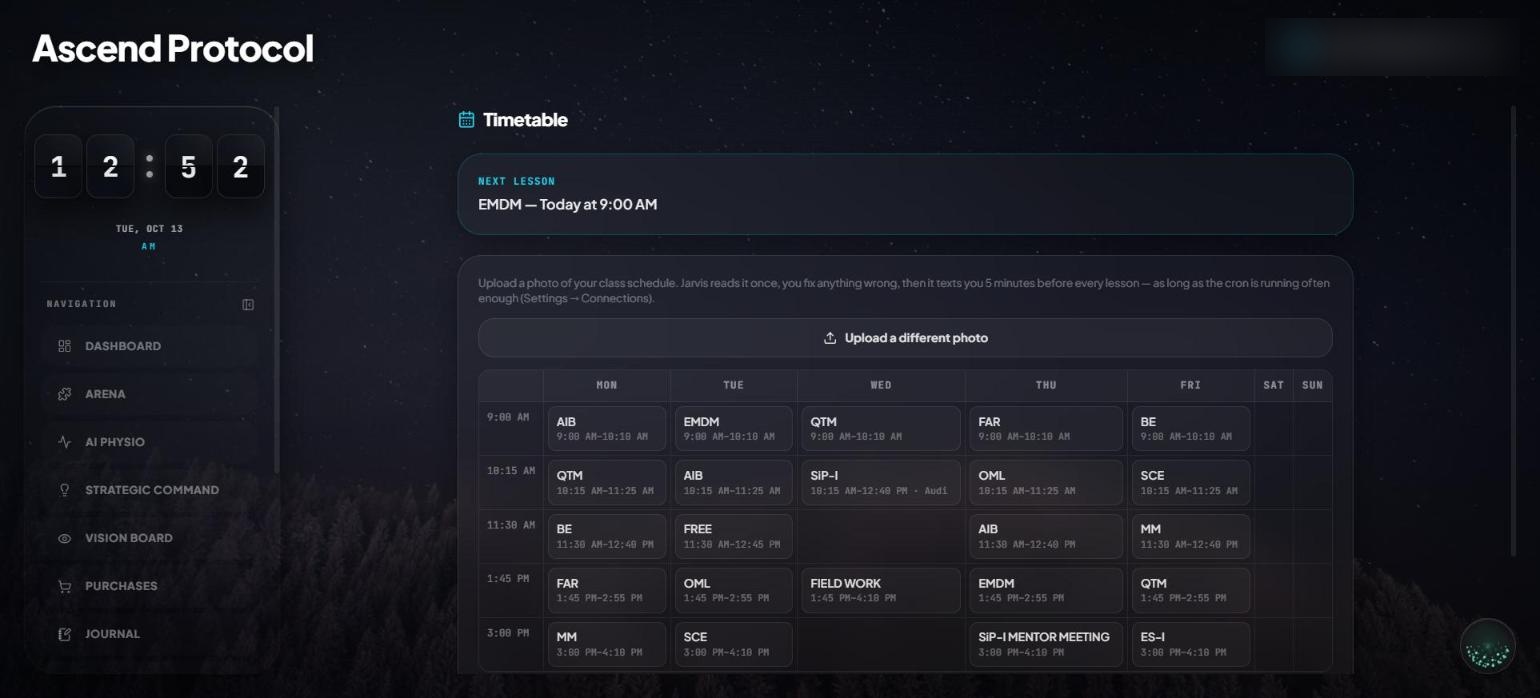 Ascend Protocol
12:52
TUE, OCT 13
AM
NAVIGATION
DASHBOARD
ARENA
AI PHYSIO
STRATEGIC COMMAND
VISION BOARD
PURCHASES
JOURNAL
Timetable
NEXT LESSON
EMDM — Today at 9:00 AM
Upload a photo of your class schedule. Jarvis reads it once, you fix anything wrong, then it texts you 5 minutes before every lesson — as long as the cron is running often
enough (Settings → Connections).
Upload a different photo
MON TUE WED THU FRI SAT SUN
9:00 AM AIB EMDM QTM FAR BE
9:00 AM–10:10 AM 9:00 AM–10:10 AM 9:00 AM–10:10 AM 9:00 AM–10:10 AM 9:00 AM–10:10 AM
10:15 AM QTM AIB SiP-I OML SCE
10:15 AM–11:25 AM 10:15 AM–11:25 AM 10:15 AM–12:40 PM · Audi 10:15 AM–11:25 AM 10:15 AM–11:25 AM
11:30 AM BE FREE AIB MM
11:30 AM–12:40 PM 11:30 AM–12:45 PM 11:30 AM–12:40 PM 11:30 AM–12:40 PM
1:45 PM FAR OML FIELD WORK EMDM QTM
1:45 PM–2:55 PM 1:45 PM–2:55 PM 1:45 PM–4:10 PM 1:45 PM–2:55 PM 1:45 PM–2:55 PM
3:00 PM MM SCE SiP-I MENTOR MEETING ES-I
3:00 PM–4:10 PM 3:00 PM–4:10 PM 3:00 PM–4:10 PM 3:00 PM–4:10 PM